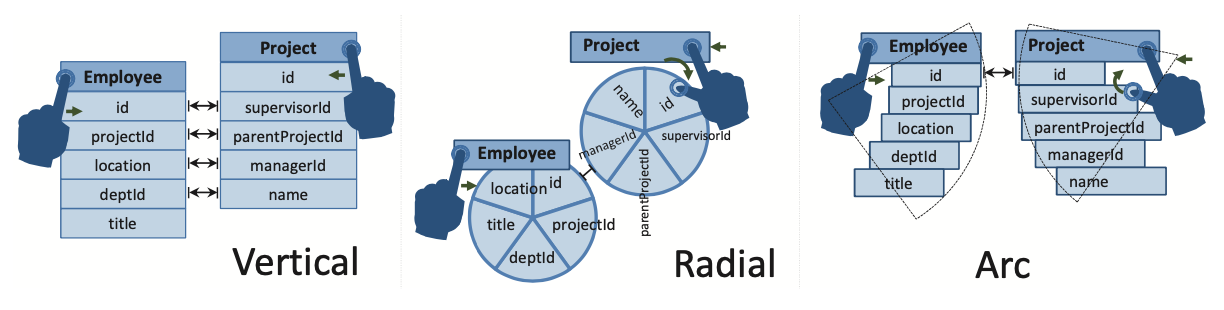 Employee
id
projectId
location
deptId
title
Project
id
supervisorId
parentProjectId
managerId
name
Vertical
Employee
location
id
title
projectId
deptId
Project
name
id
managerId
supervisorId
parentProjectId
Radial
Employee
id
projectId
location
deptId
title
Project
id
supervisorId
parentProjectId
managerId
name
Arc